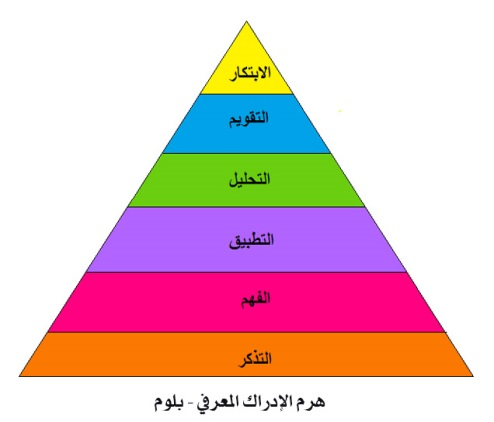 الابتكار
التقويم
التحليل
التطبيق
الفهم
التذكر
هرم الإدراك المعرفي - بلوم